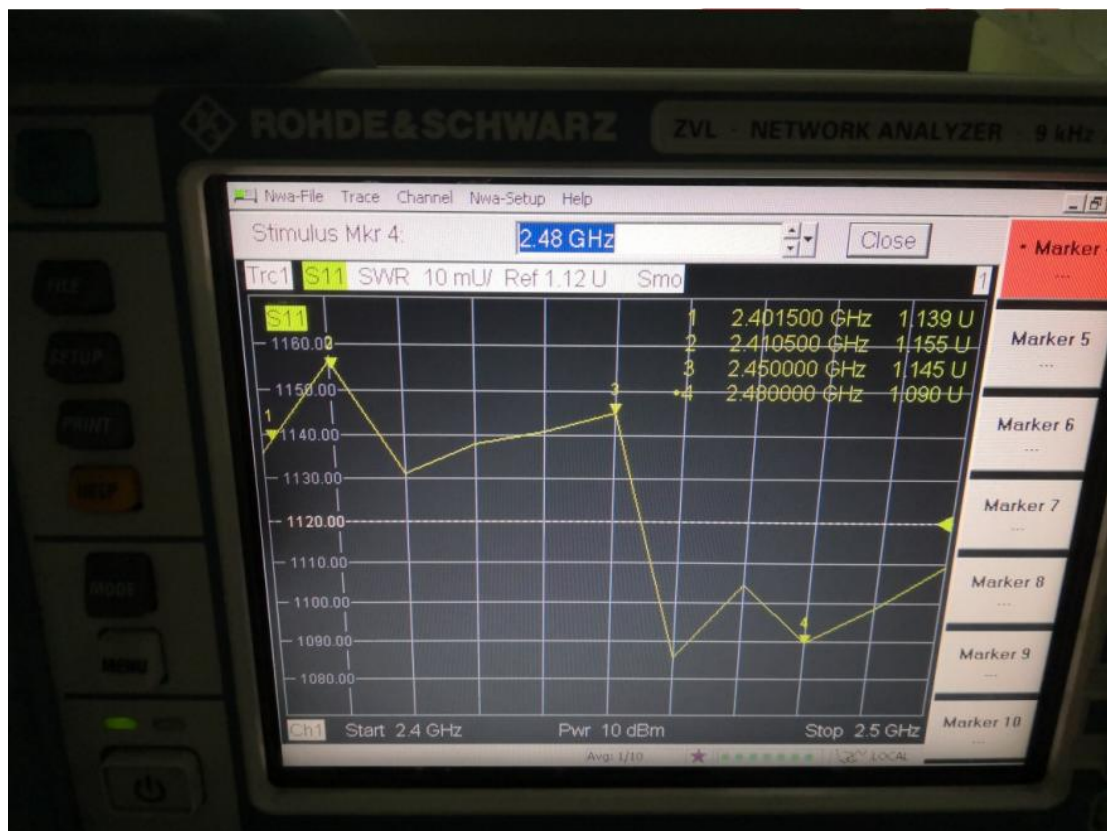 ROHDE & SCHWARZ ZVL · NETWORK ANALYZER · 9 kHz
Nwa-File Trace Channel Nwa-Setup Help
Stimulus Mkr 4: 2.48 GHz Close
Trc1 S11 SWR 10 mU/ Ref 1.12 U Smo 1
S11
1 2.401500 GHz 1.139 U
2 2.410500 GHz 1.155 U
3 2.450000 GHz 1.145 U
•4 2.480000 GHz 1.090 U
1160.00
1150.00
1140.00
1130.00
1120.00
1110.00
1100.00
1090.00
1080.00
1
2
3
4
Ch1 Start 2.4 GHz Pwr 10 dBm Stop 2.5 GHz
Avg: 1/10 LOCAL
• Marker
...
Marker 5
...
Marker 6
...
Marker 7
...
Marker 8
...
Marker 9
...
Marker 10
...
FILE
SETUP
PRINT
HELP
MODE
MENU